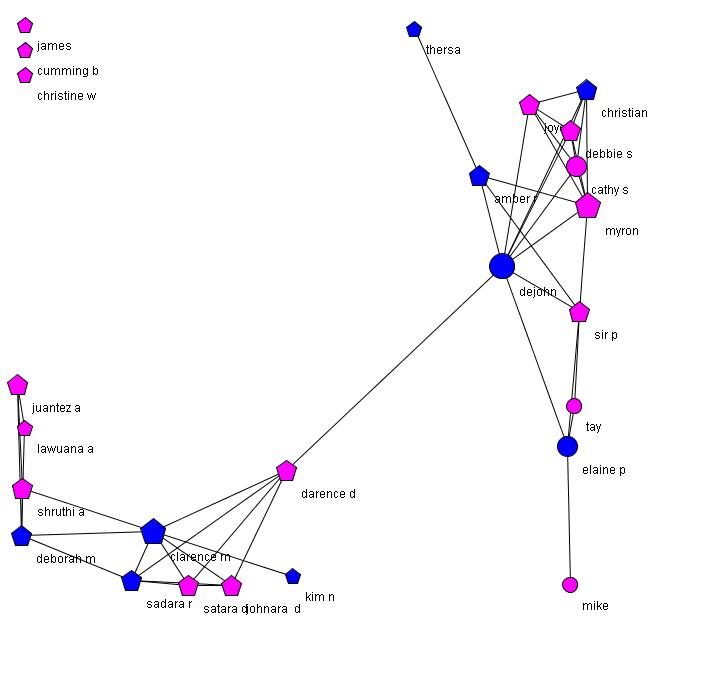 james
cumming b
christine w
thersa
christian
joye
debbie s
cathy s
amber r
myron
dejohn
sir p
tay
elaine p
juantez a
lawuana a
darence d
shruthi a
deborah m
clarence m
kim n
sadara r
satara d
johnara d
mike